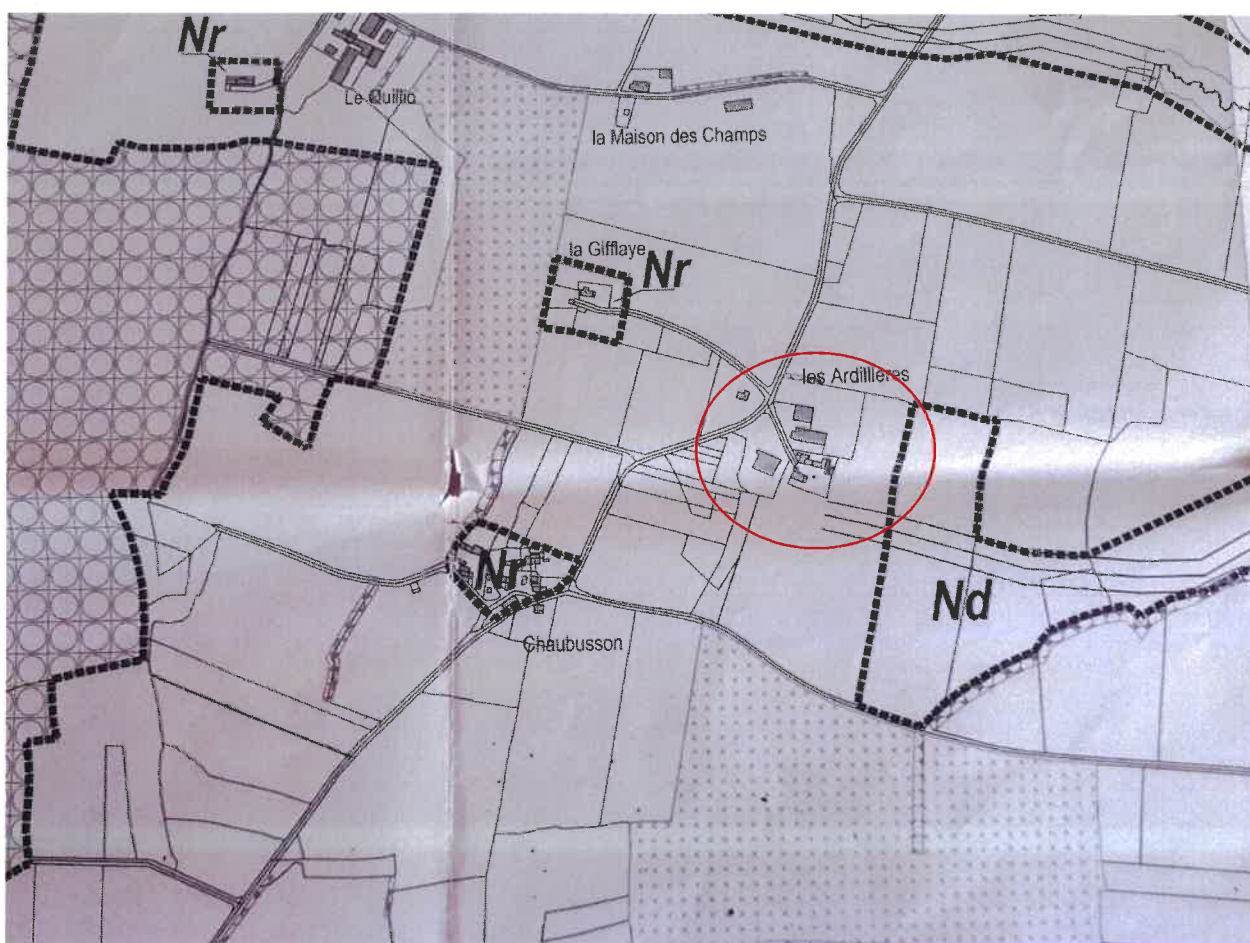 Nr
Le Quillio
la Maison des Champs
la Gifflaye
Nr
les Ardillières
Nr
Nd
Chaubusson